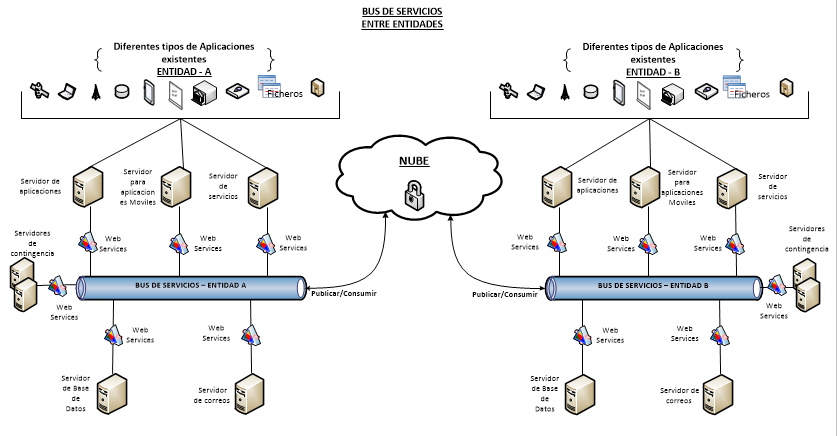 BUS DE SERVICIOS
ENTRE ENTIDADES
Diferentes tipos de Aplicaciones
existentes
ENTIDAD - A
Ficheros
Diferentes tipos de Aplicaciones
existentes
ENTIDAD - B
Ficheros
NUBE
Servidor de
aplicaciones
Servidor
para
aplicacion
es Moviles
Servidor
de
servicios
Servidor de
aplicaciones
Servidor
para
aplicaciones
Moviles
Servidor
de
servicios
Servidores
de
contingencia
Web
Services
Web
Services
Web
Services
Web
Services
Web
Services
Web
Services
Servidores
de
contingencia
Web
Services
BUS DE SERVICIOS – ENTIDAD A
Publicar/Consumir
Publicar/Consumir
BUS DE SERVICIOS – ENTIDAD B
Web
Services
Web
Services
Web
Services
Web
Services
Web
Services
Servidor
de Base
de
Datos
Servidor
de correos
Servidor
de Base
de
Datos
Servidor de
correos